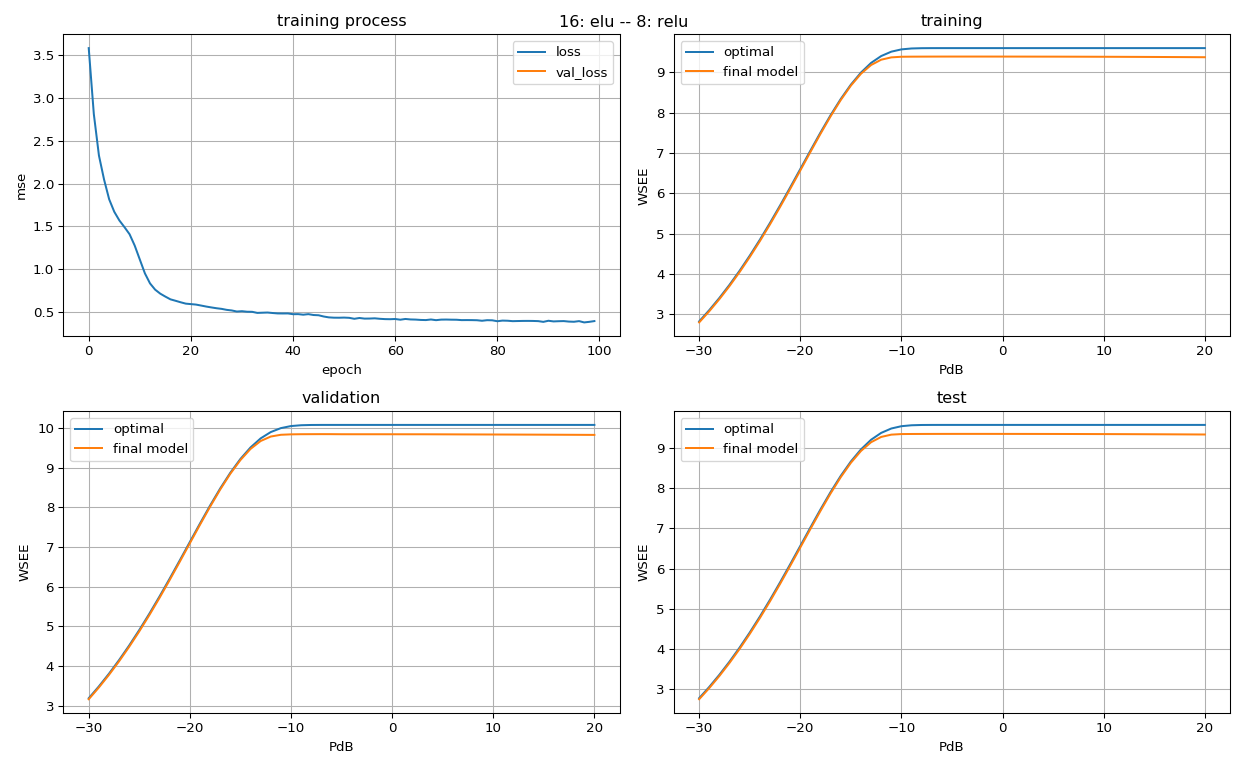 16: elu -- 8: relu
training process
3.5
3.0
2.5
2.0
1.5
1.0
0.5
mse
loss
val_loss
0
20
40
60
80
100
epoch
training
9
8
7
6
5
4
3
WSEE
optimal
final model
−30
−20
−10
0
10
20
PdB
validation
10
9
8
7
6
5
4
3
WSEE
optimal
final model
−30
−20
−10
0
10
20
PdB
test
9
8
7
6
5
4
3
WSEE
optimal
final model
−30
−20
−10
0
10
20
PdB